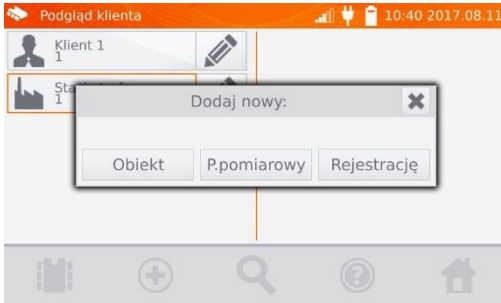 Podgląd klienta
10:40 2017.08.11
Klient 1
1
1
Dodaj nowy:
Obiekt
P.pomiarowy
Rejestrację